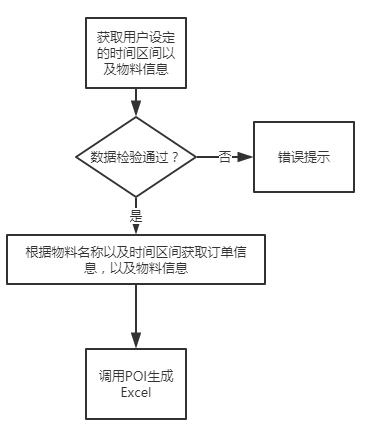 获取用户设定
的时间区间以
及物料信息
数据检验通过？
否
错误提示
是
根据物料名称以及时间区间获取订单信
息，以及物料信息
调用POI生成
Excel